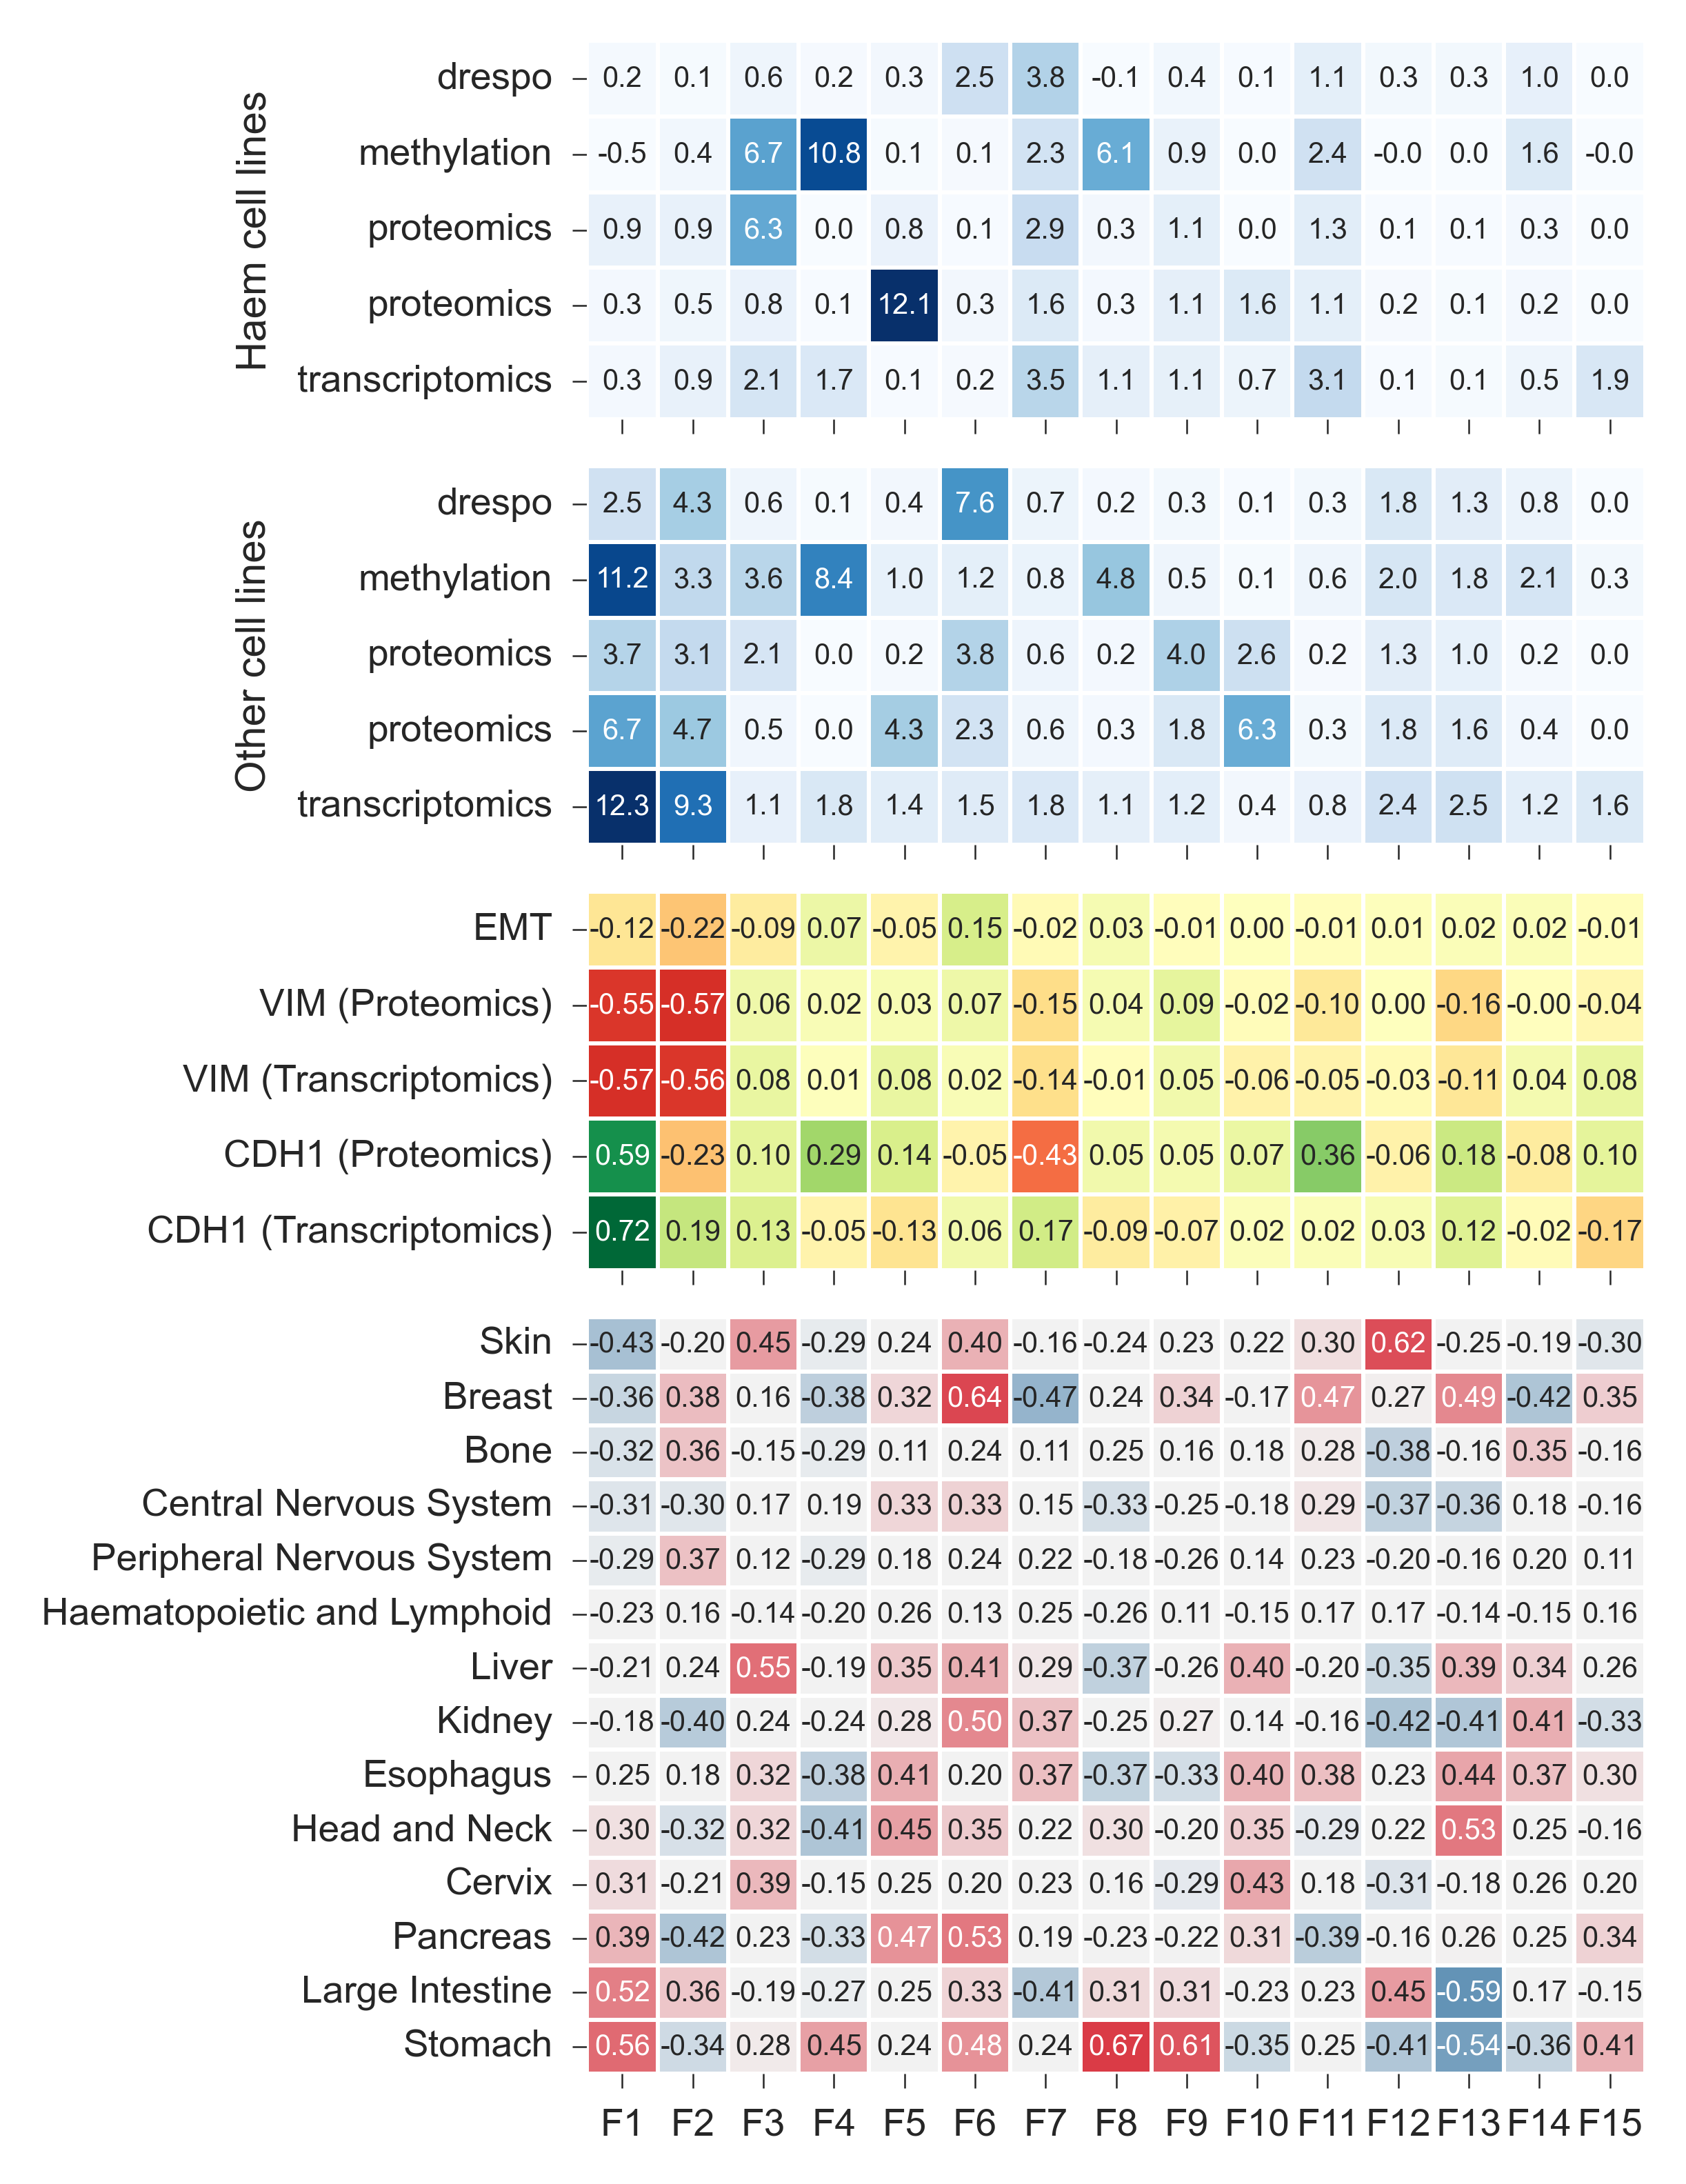 Haem cell lines
drespo 0.2 0.1 0.6 0.2 0.3 2.5 3.8 -0.1 0.4 0.1 1.1 0.3 0.3 1.0 0.0
methylation -0.5 0.4 6.7 10.8 0.1 0.1 2.3 6.1 0.9 0.0 2.4 -0.0 0.0 1.6 -0.0
proteomics 0.9 0.9 6.3 0.0 0.8 0.1 2.9 0.3 1.1 0.0 1.3 0.1 0.1 0.3 0.0
proteomics 0.3 0.5 0.8 0.1 12.1 0.3 1.6 0.3 1.1 1.6 1.1 0.2 0.1 0.2 0.0
transcriptomics 0.3 0.9 2.1 1.7 0.1 0.2 3.5 1.1 1.1 0.7 3.1 0.1 0.1 0.5 1.9
Other cell lines
drespo 2.5 4.3 0.6 0.1 0.4 7.6 0.7 0.2 0.3 0.1 0.3 1.8 1.3 0.8 0.0
methylation 11.2 3.3 3.6 8.4 1.0 1.2 0.8 4.8 0.5 0.1 0.6 2.0 1.8 2.1 0.3
proteomics 3.7 3.1 2.1 0.0 0.2 3.8 0.6 0.2 4.0 2.6 0.2 1.3 1.0 0.2 0.0
proteomics 6.7 4.7 0.5 0.0 4.3 2.3 0.6 0.3 1.8 6.3 0.3 1.8 1.6 0.4 0.0
transcriptomics 12.3 9.3 1.1 1.8 1.4 1.5 1.8 1.1 1.2 0.4 0.8 2.4 2.5 1.2 1.6
EMT -0.12 -0.22 -0.09 0.07 -0.05 0.15 -0.02 0.03 -0.01 0.00 -0.01 0.01 0.02 0.02 -0.01
VIM (Proteomics) -0.55 -0.57 0.06 0.02 0.03 0.07 -0.15 0.04 0.09 -0.02 -0.10 0.00 -0.16 -0.00 -0.04
VIM (Transcriptomics) -0.57 -0.56 0.08 0.01 0.08 0.02 -0.14 -0.01 0.05 -0.06 -0.05 -0.03 -0.11 0.04 0.08
CDH1 (Proteomics) 0.59 -0.23 0.10 0.29 0.14 -0.05 -0.43 0.05 0.05 0.07 0.36 -0.06 0.18 -0.08 0.10
CDH1 (Transcriptomics) 0.72 0.19 0.13 -0.05 -0.13 0.06 0.17 -0.09 -0.07 0.02 0.02 0.03 0.12 -0.02 -0.17
Skin -0.43 -0.20 0.45 -0.29 0.24 0.40 -0.16 -0.24 0.23 0.22 0.30 0.62 -0.25 -0.19 -0.30
Breast -0.36 0.38 0.16 -0.38 0.32 0.64 -0.47 0.24 0.34 -0.17 0.47 0.27 0.49 -0.42 0.35
Bone -0.32 0.36 -0.15 -0.29 0.11 0.24 0.11 0.25 0.16 0.18 0.28 -0.38 -0.16 0.35 -0.16
Central Nervous System -0.31 -0.30 0.17 0.19 0.33 0.33 0.15 -0.33 -0.25 -0.18 0.29 -0.37 -0.36 0.18 -0.16
Peripheral Nervous System -0.29 0.37 0.12 -0.29 0.18 0.24 0.22 -0.18 -0.26 0.14 0.23 -0.20 -0.16 0.20 0.11
Haematopoietic and Lymphoid -0.23 0.16 -0.14 -0.20 0.26 0.13 0.25 -0.26 0.11 -0.15 0.17 0.17 -0.14 -0.15 0.16
Liver -0.21 0.24 0.55 -0.19 0.35 0.41 0.29 -0.37 -0.26 0.40 -0.20 -0.35 0.39 0.34 0.26
Kidney -0.18 -0.40 0.24 -0.24 0.28 0.50 0.37 -0.25 0.27 0.14 -0.16 -0.42 -0.41 0.41 -0.33
Esophagus 0.25 0.18 0.32 -0.38 0.41 0.20 0.37 -0.37 -0.33 0.40 0.38 0.23 0.44 0.37 0.30
Head and Neck 0.30 -0.32 0.32 -0.41 0.45 0.35 0.22 0.30 -0.20 0.35 -0.29 0.22 0.53 0.25 -0.16
Cervix 0.31 -0.21 0.39 -0.15 0.25 0.20 0.23 0.16 -0.29 0.43 0.18 -0.31 -0.18 0.26 0.20
Pancreas 0.39 -0.42 0.23 -0.33 0.47 0.53 0.19 -0.23 -0.22 0.31 -0.39 -0.16 0.26 0.25 0.34
Large Intestine 0.52 0.36 -0.19 -0.27 0.25 0.33 -0.41 0.31 0.31 -0.23 0.23 0.45 -0.59 0.17 -0.15
Stomach 0.56 -0.34 0.28 0.45 0.24 0.48 0.24 0.67 0.61 -0.35 0.25 -0.41 -0.54 -0.36 0.41
F1 F2 F3 F4 F5 F6 F7 F8 F9 F10 F11 F12 F13 F14 F15